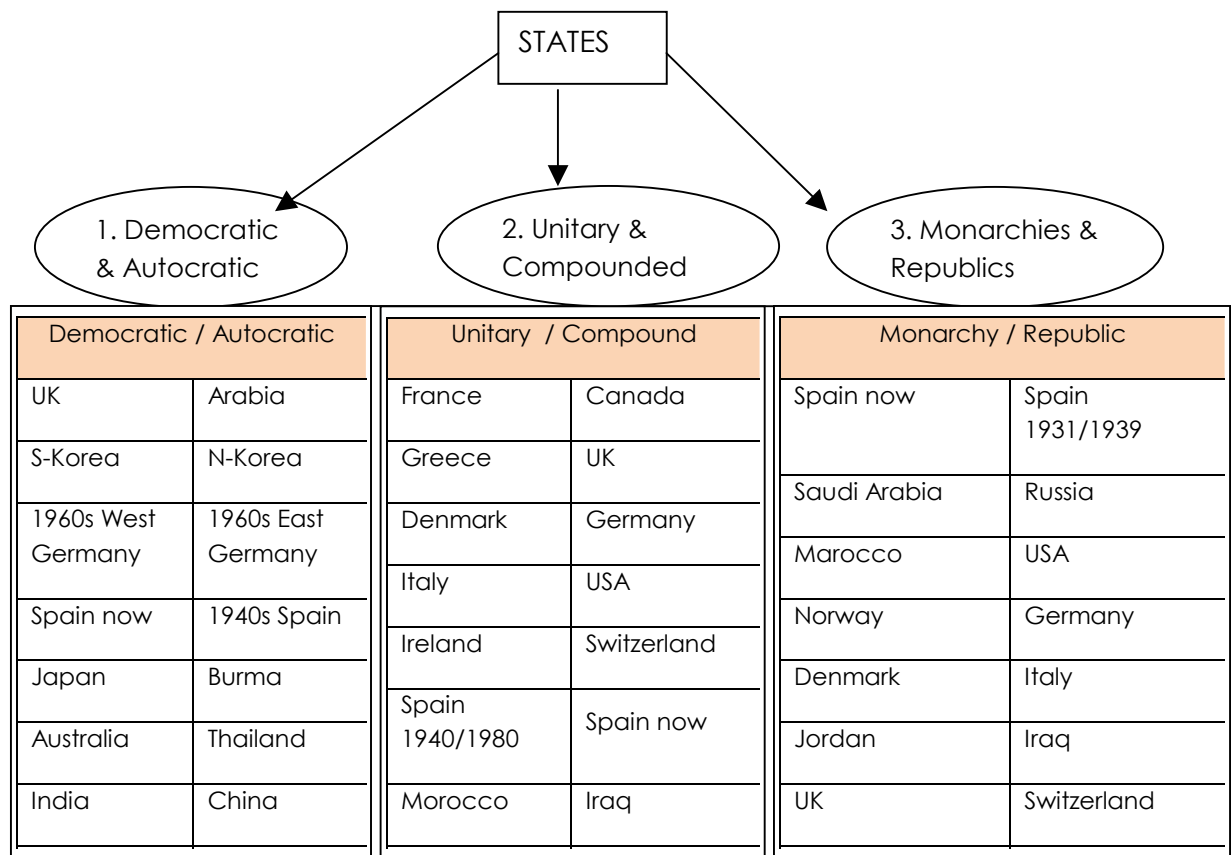 STATES
1. Democratic
& Autocratic
2. Unitary &
Compounded
3. Monarchies &
Republics
Democratic / Autocratic
UK
Arabia
S-Korea
N-Korea
1960s West
Germany
1960s East
Germany
Spain now
1940s Spain
Japan
Burma
Australia
Thailand
India
China
Unitary / Compound
France
Canada
Greece
UK
Denmark
Germany
Italy
USA
Ireland
Switzerland
Spain
1940/1980
Spain now
Morocco
Iraq
Monarchy / Republic
Spain now
Spain
1931/1939
Saudi Arabia
Russia
Marocco
USA
Norway
Germany
Denmark
Italy
Jordan
Iraq
UK
Switzerland